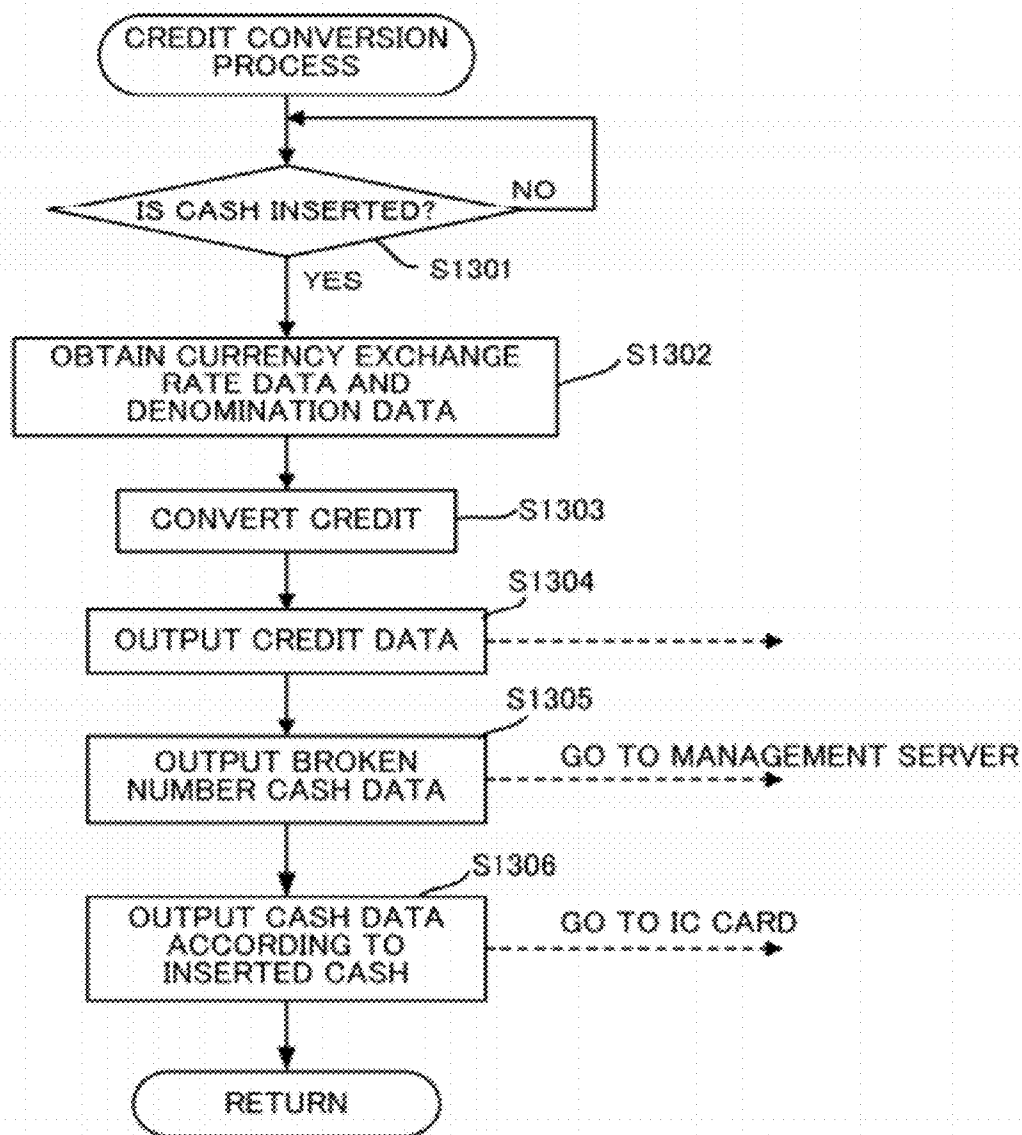 CREDIT CONVERSION
PROCESS
NO
IS CASH INSERTED?
S1301
YES
OBTAIN CURRENCY EXCHANGE
RATE DATA AND
DENOMINATION DATA
S1302
CONVERT CREDIT
S1303
S1304
OUTPUT CREDIT DATA
S1305
OUTPUT BROKEN
NUMBER CASH DATA
GO TO MANAGEMENT SERVER
S1306
OUTPUT CASH DATA
ACCORDING TO
INSERTED CASH
GO TO IC CARD
RETURN